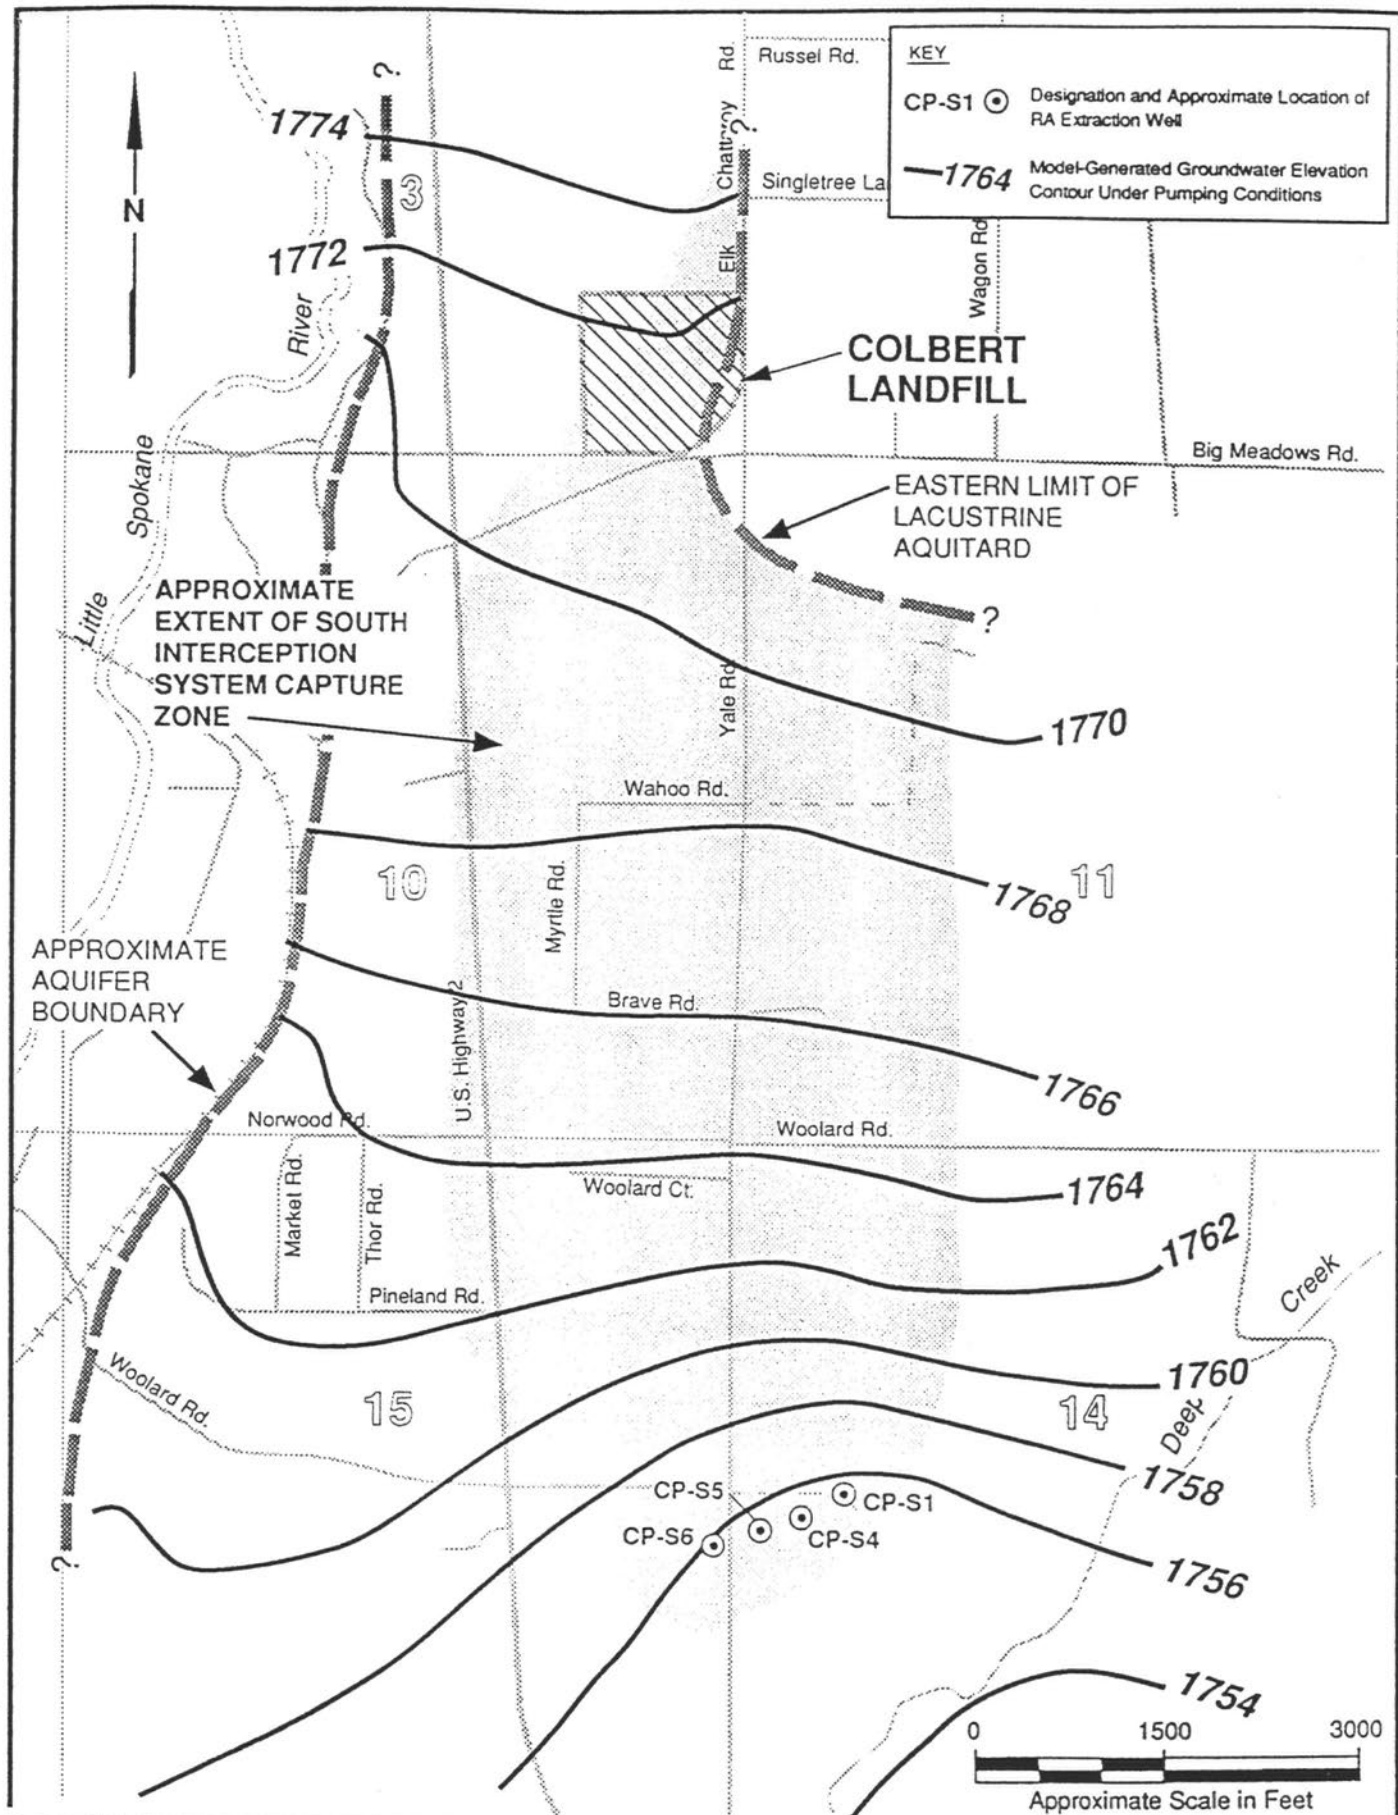 KEY
CP-S1
Designation and Approximate Location of
RA Extraction Well
1764
Model-Generated Groundwater Elevation
Contour Under Pumping Conditions
Russel Rd.
Elk Chattaroy Rd.
Singletree La
Wagon Rd
?
?
1774
3
N
1772
River
Spokane
Little
COLBERT
LANDFILL
Big Meadows Rd.
EASTERN LIMIT OF
LACUSTRINE
AQUITARD
?
APPROXIMATE
EXTENT OF SOUTH
INTERCEPTION
SYSTEM CAPTURE
ZONE
Yale Rd.
1770
Wahoo Rd.
10
Myrtle Rd.
1768
11
APPROXIMATE
AQUIFER
BOUNDARY
Brave Rd.
U.S. Highway 2
1766
Norwood Rd.
Woolard Rd.
Market Rd.
Thor Rd.
Woolard Ct.
1764
1762
Pineland Rd.
Creek
Deep
Woolard Rd.
15
1760
14
1758
CP-S5
CP-S1
CP-S6
CP-S4
?
1756
1754
0 1500 3000
Approximate Scale in Feet